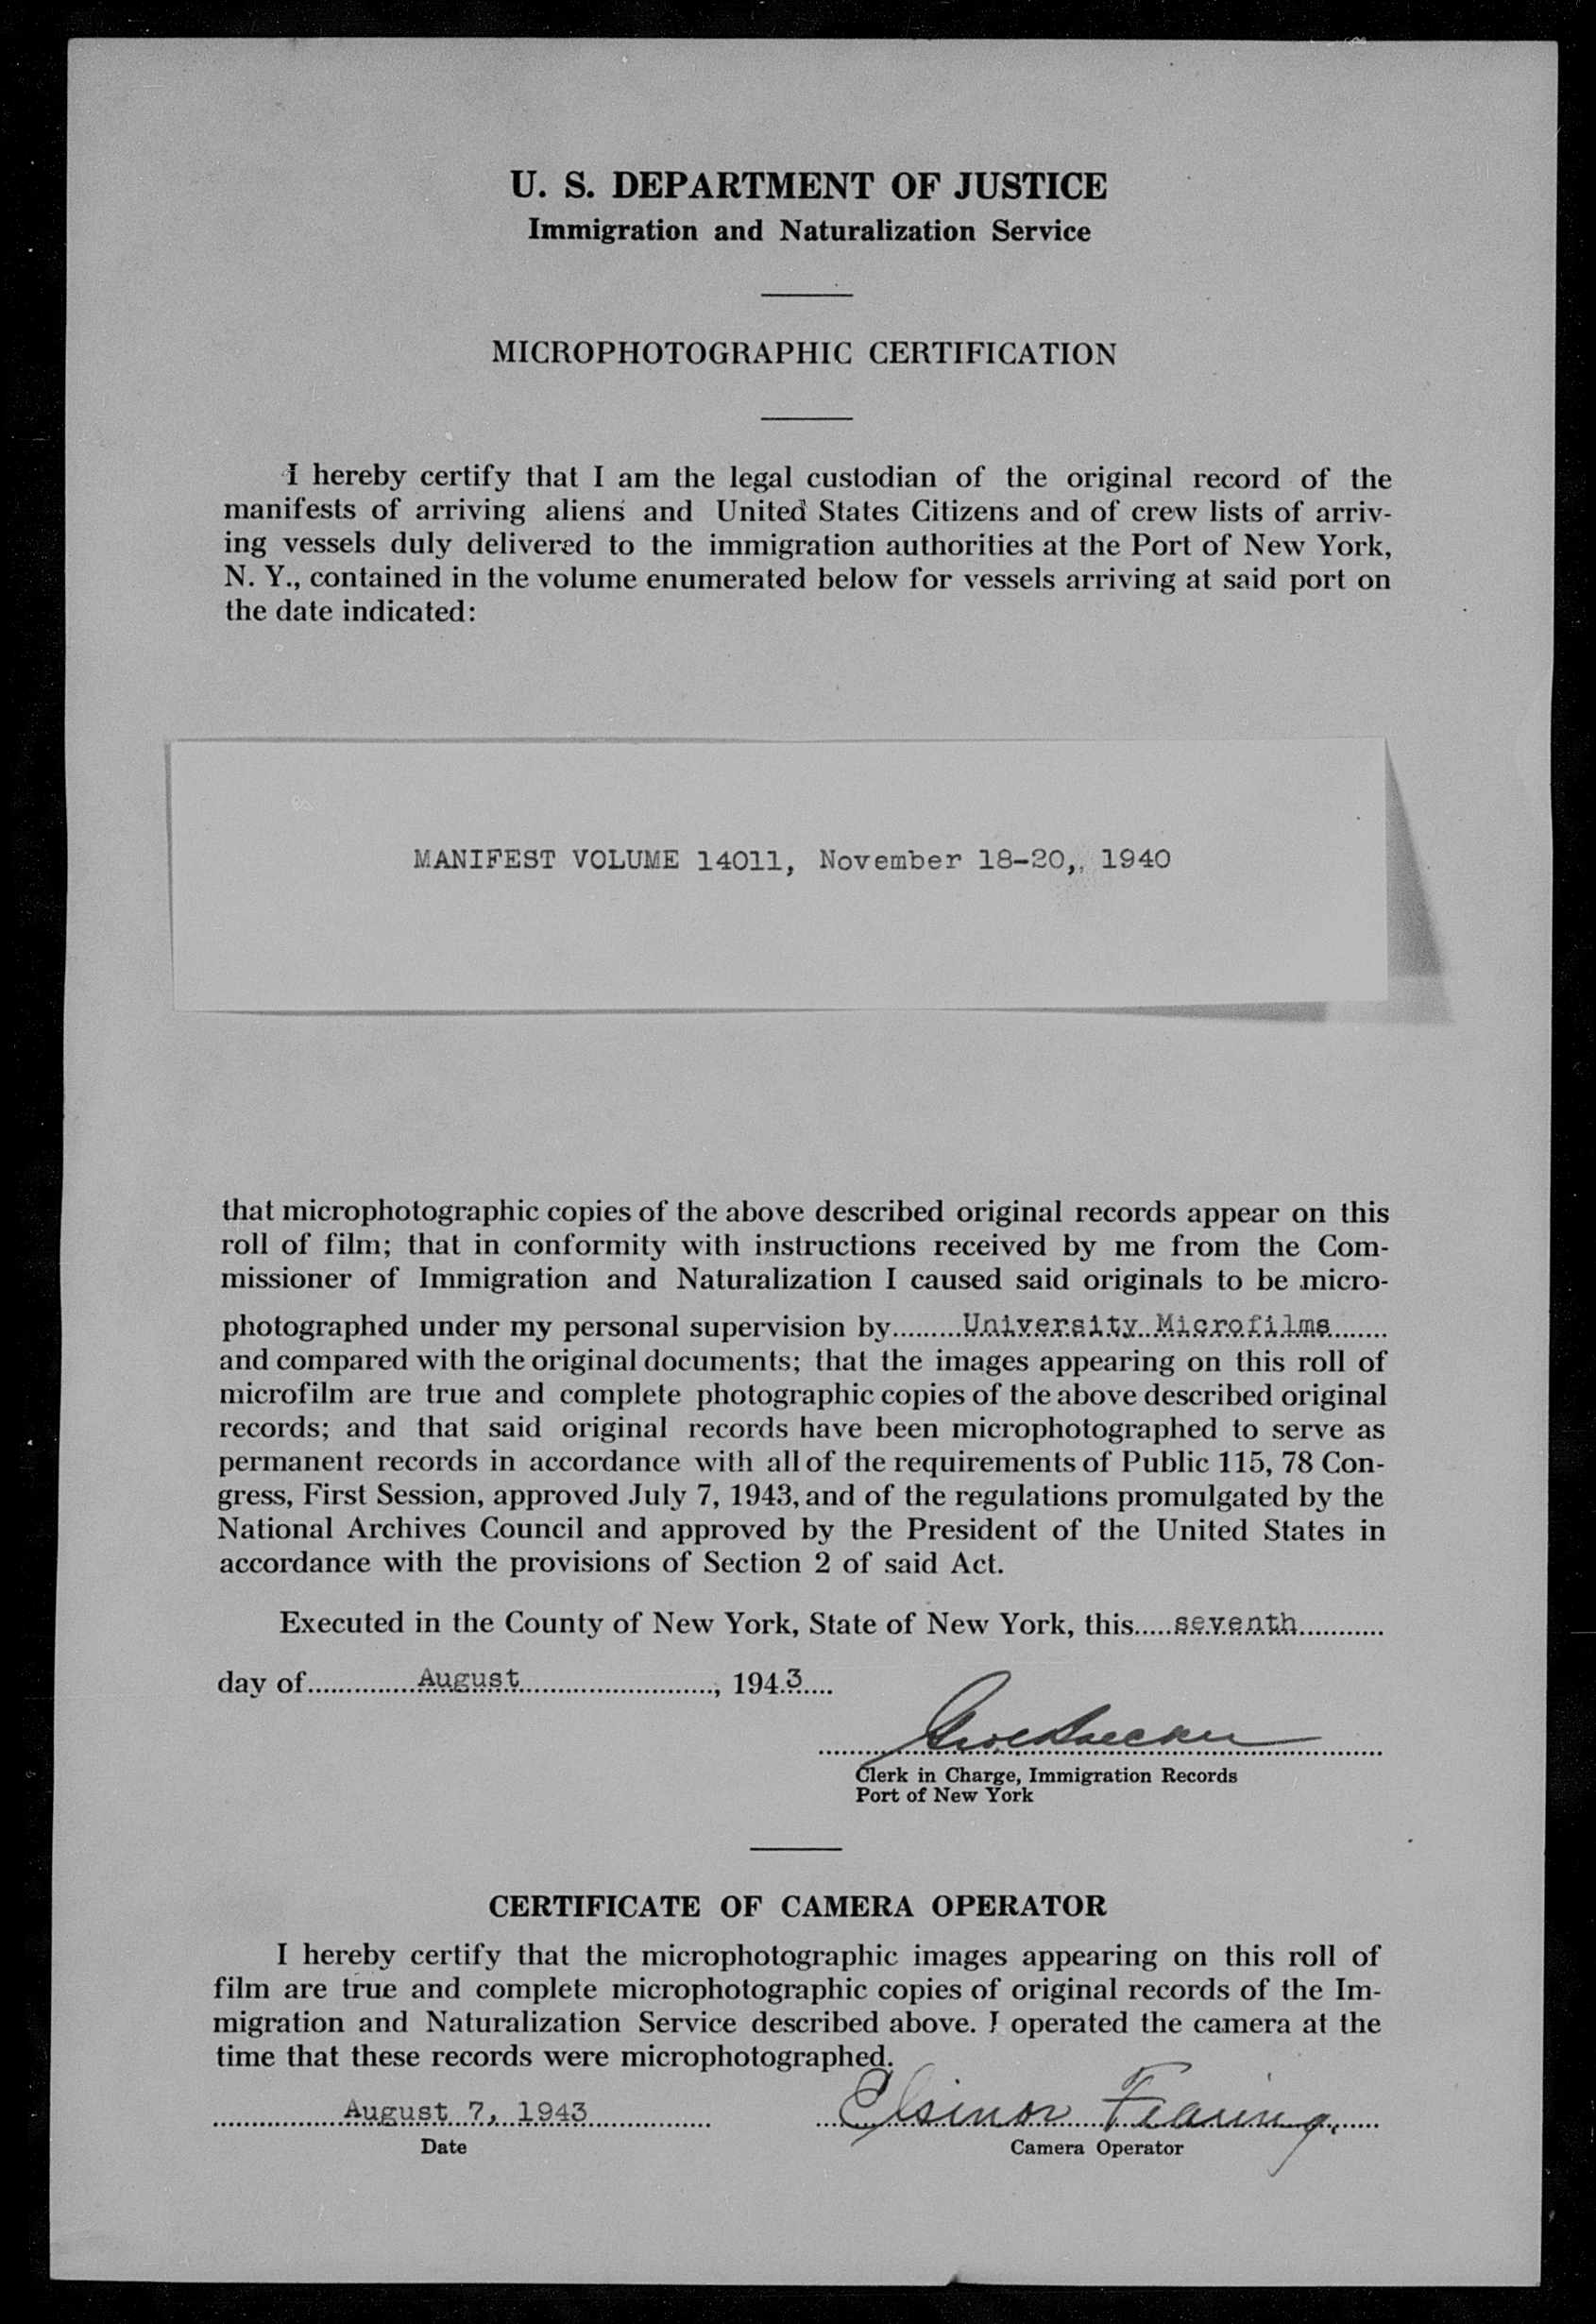 U. S. DEPARTMENT OF JUSTICE
Immigration and Naturalization Service
MICROPHOTOGRAPHIC CERTIFICATION
I hereby certify that I am the legal custodian of the original record of the
manifests of arriving aliens and United States Citizens and of crew lists of arriv-
ing vessels duly delivered to the immigration authorities at the Port of New York,
N. Y., contained in the volume enumerated below for vessels arriving at said port on
the date indicated:
MANIFEST VOLUME 14011, November 18-20,, 1940
that microphotographic copies of the above described original records appear on this
roll of film; that in conformity with instructions received by me from the Com-
missioner of Immigration and Naturalization I caused said originals to be micro-
photographed under my personal supervision by.........University Microfilms.......
and compared with the original documents; that the images appearing on this roll of
microfilm are true and complete photographic copies of the above described original
records; and that said original records have been microphotographed to serve as
permanent records in accordance with all of the requirements of Public 115, 78 Con-
gress, First Session, approved July 7, 1943, and of the regulations promulgated by the
National Archives Council and approved by the President of the United States in
accordance with the provisions of Section 2 of said Act.
Executed in the County of New York, State of New York, this.....seventh............
day of..............August........................., 194.3....
Clerk in Charge, Immigration Records
Port of New York
CERTIFICATE OF CAMERA OPERATOR
I hereby certify that the microphotographic images appearing on this roll of
film are true and complete microphotographic copies of original records of the Im-
migration and Naturalization Service described above. I operated the camera at the
time that these records were microphotographed.
August 7, 1943 Elsinor Fearing
Date Camera Operator